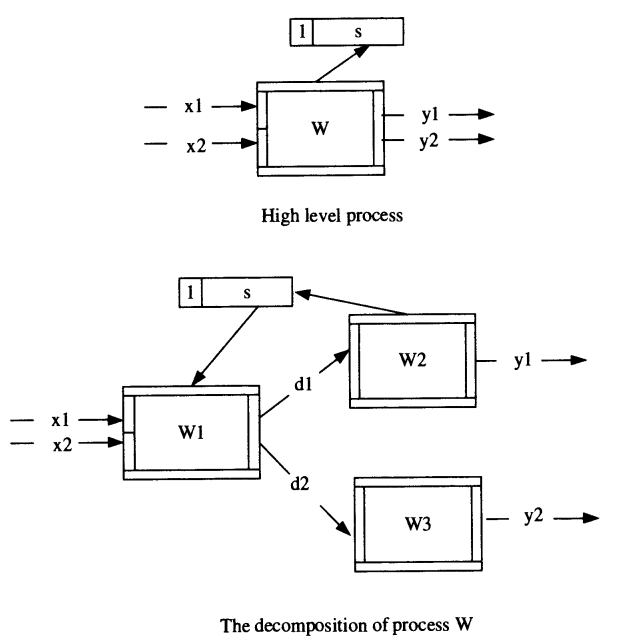 1 s
x1
W
y1
x2
y2
High level process
1 s
W2
y1
d1
x1
W1
x2
d2
W3
y2
The decomposition of process W